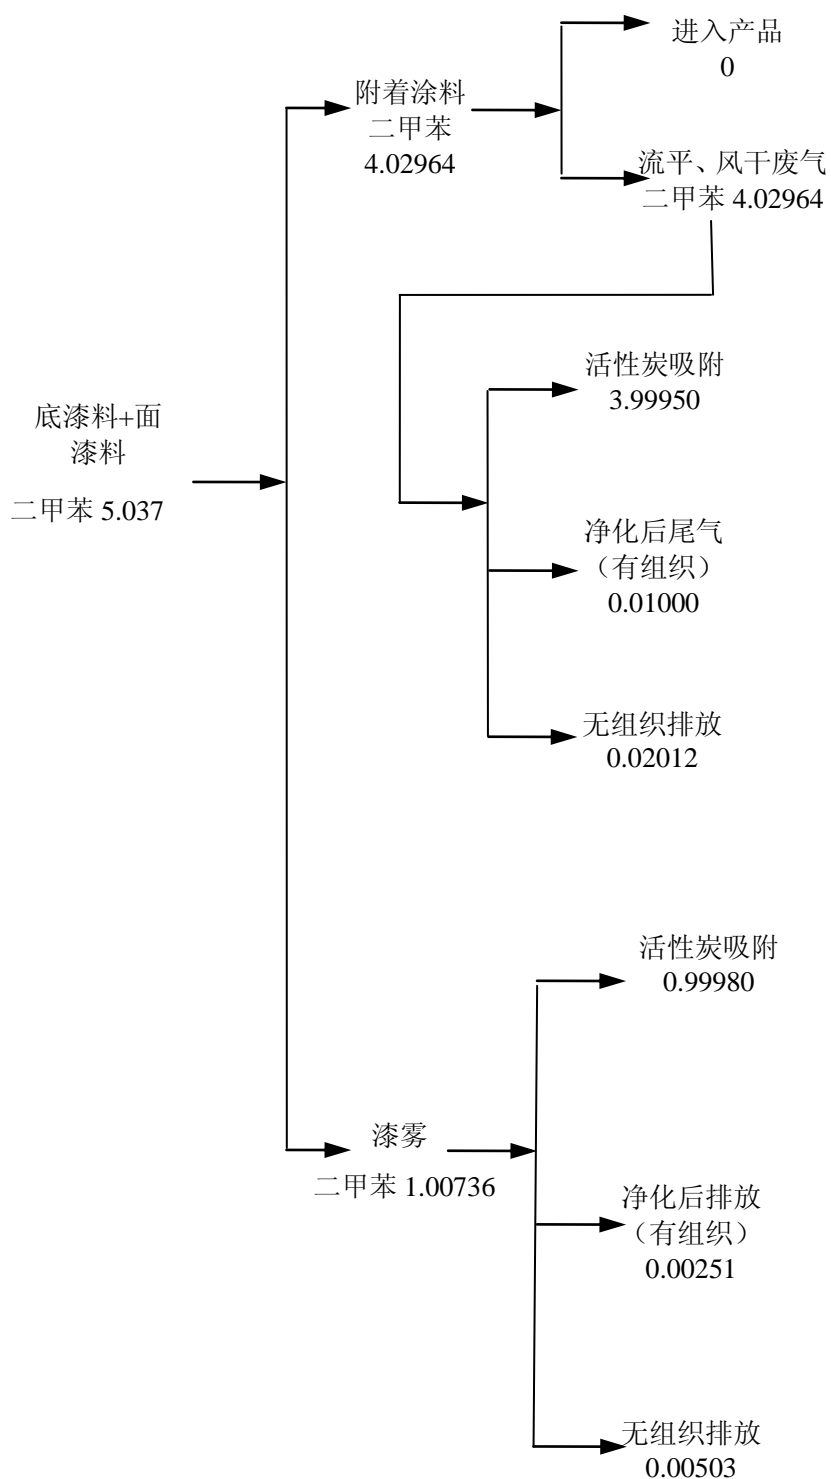 进入产品
0
附着涂料
二甲苯
4.02964
流平、风干废气
二甲苯 4.02964
活性炭吸附
3.99950
底漆料+面
漆料
二甲苯 5.037
净化后尾气
（有组织）
0.01000
无组织排放
0.02012
活性炭吸附
0.99980
漆雾
二甲苯 1.00736
净化后排放
（有组织）
0.00251
无组织排放
0.00503